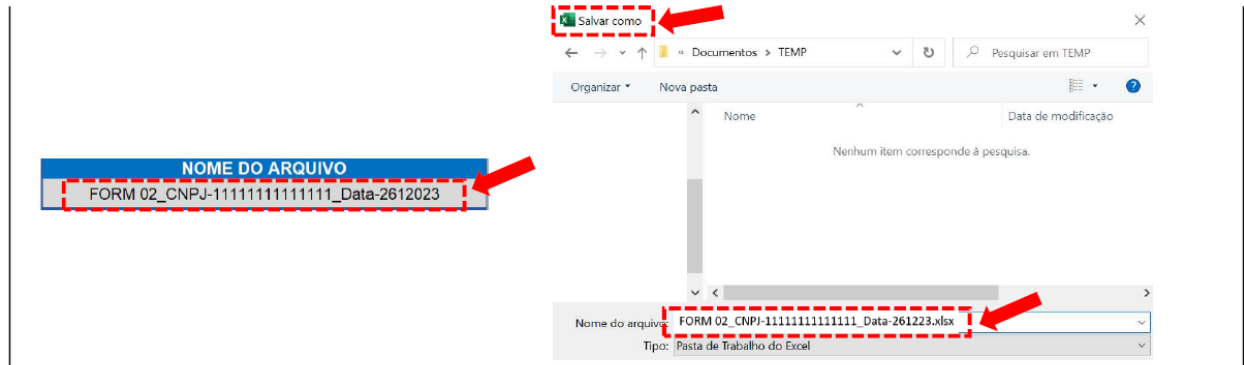 NOME DO ARQUIVO
FORM 02_CNPJ-11111111111111_Data-2612023
Salvar como
« Documentos > TEMP
Pesquisar em TEMP
Organizar
Nova pasta
Nome
Data de modificação
Nenhum item corresponde à pesquisa.
Nome do arquivo: FORM 02_CNPJ-11111111111111_Data-261223.xlsx
Tipo: Pasta de Trabalho do Excel